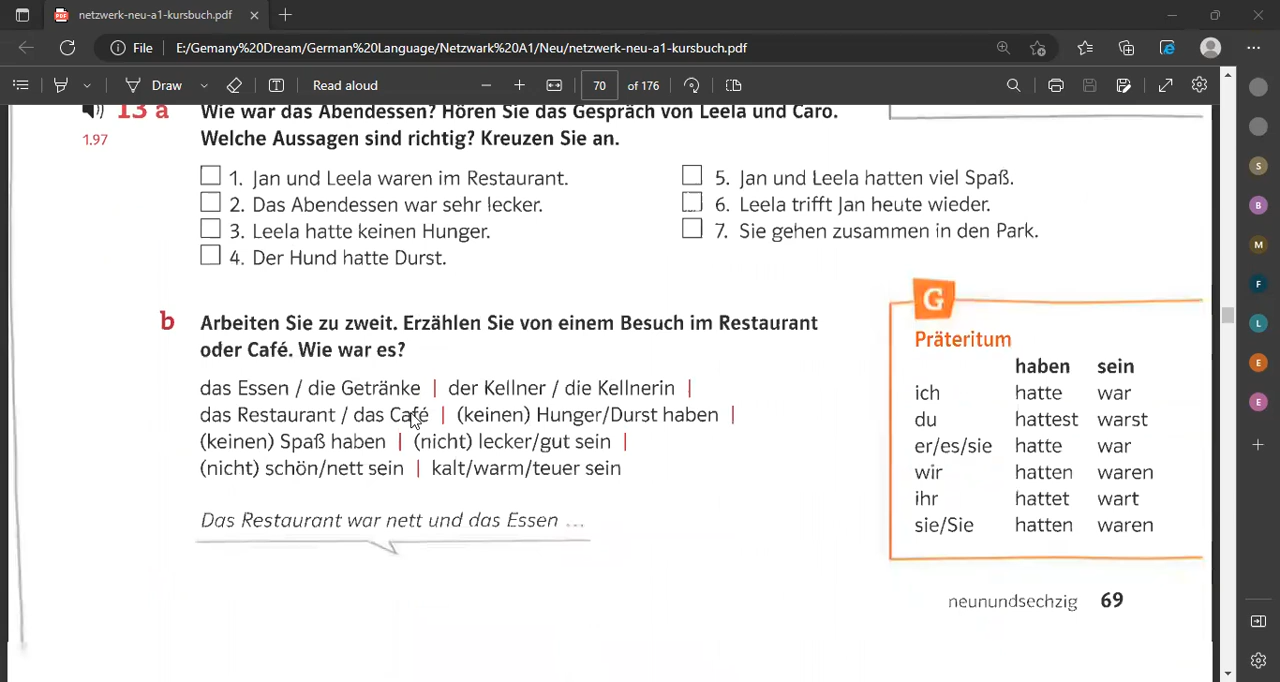 netzwerk-neu-a1-kursbuch.pdf
File
E:/Gemany%20Dream/German%20Language/Netzwark%20A1/Neu/netzwerk-neu-a1-kursbuch.pdf
Draw
Read aloud
70 of 176
13 a Wie war das Abendessen? Hören Sie das Gespräch von Leela und Caro.
1.97 Welche Aussagen sind richtig? Kreuzen Sie an.
1. Jan und Leela waren im Restaurant.
2. Das Abendessen war sehr lecker.
3. Leela hatte keinen Hunger.
4. Der Hund hatte Durst.
5. Jan und Leela hatten viel Spaß.
6. Leela trifft Jan heute wieder.
7. Sie gehen zusammen in den Park.
b Arbeiten Sie zu zweit. Erzählen Sie von einem Besuch im Restaurant
oder Café. Wie war es?
das Essen / die Getränke | der Kellner / die Kellnerin |
das Restaurant / das Café | (keinen) Hunger/Durst haben |
(keinen) Spaß haben | (nicht) lecker/gut sein |
(nicht) schön/nett sein | kalt/warm/teuer sein
Das Restaurant war nett und das Essen ...
G
Präteritum
haben sein
ich hatte war
du hattest warst
er/es/sie hatte war
wir hatten waren
ihr hattet wart
sie/Sie hatten waren
neunundsechzig 69
S
B
M
F
L
E
E